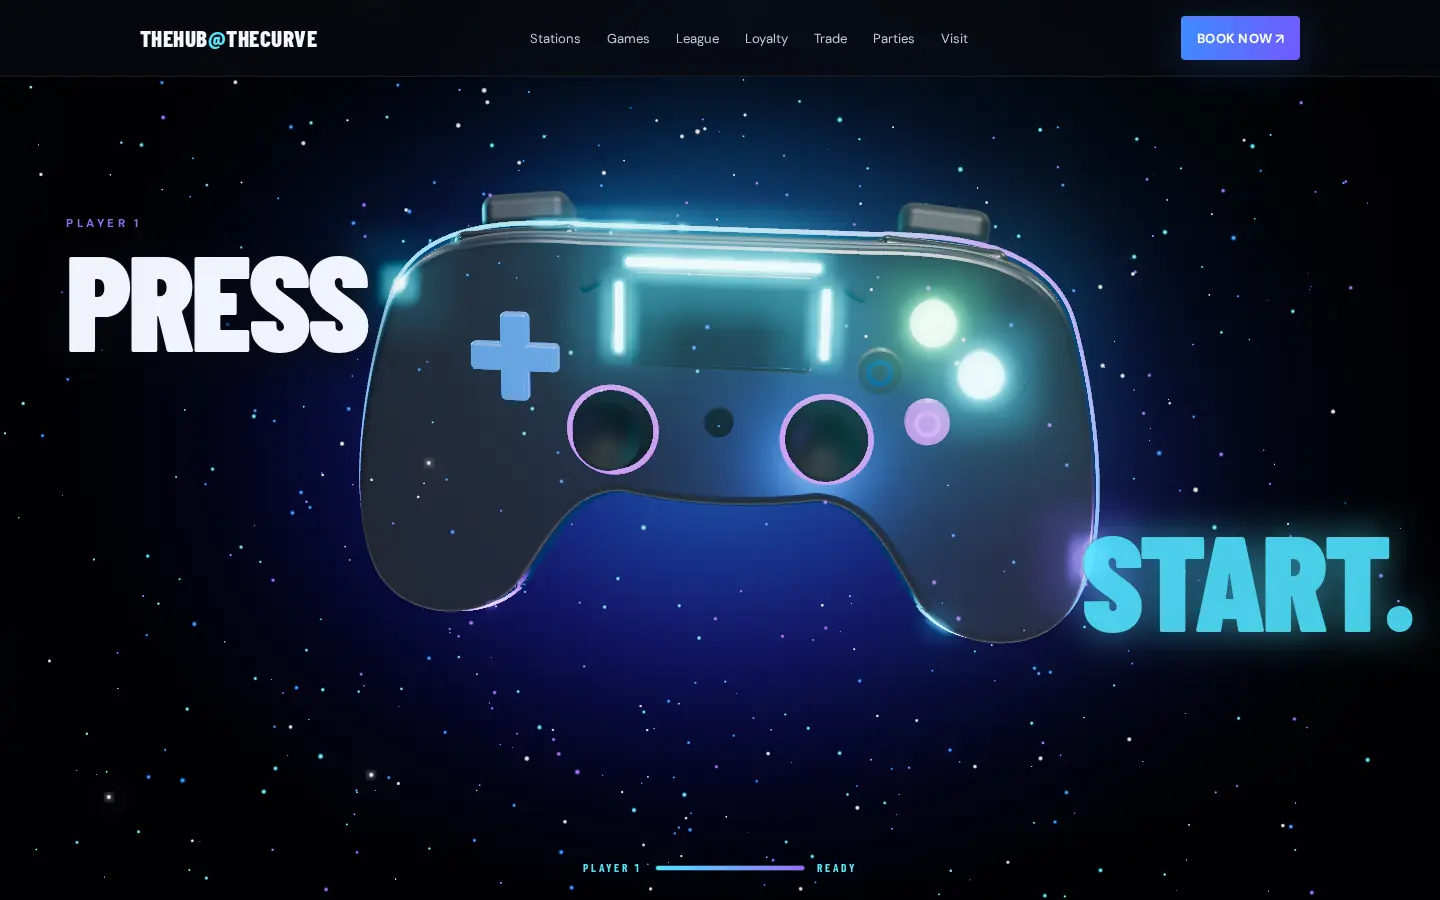 THEHUB@THECURVE
Stations Games League Loyalty Trade Parties Visit
BOOK NOW
PLAYER 1
PRESS
START.
PLAYER 1 READY